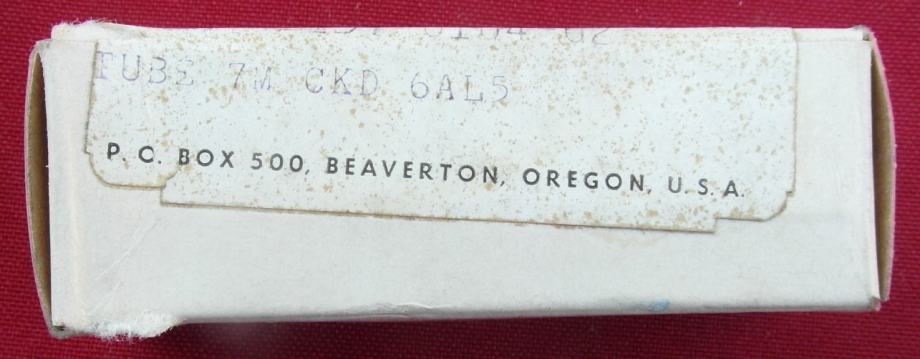 TUBE 7M CKD 6AL5
P. O. BOX 500, BEAVERTON, OREGON, U. S. A.